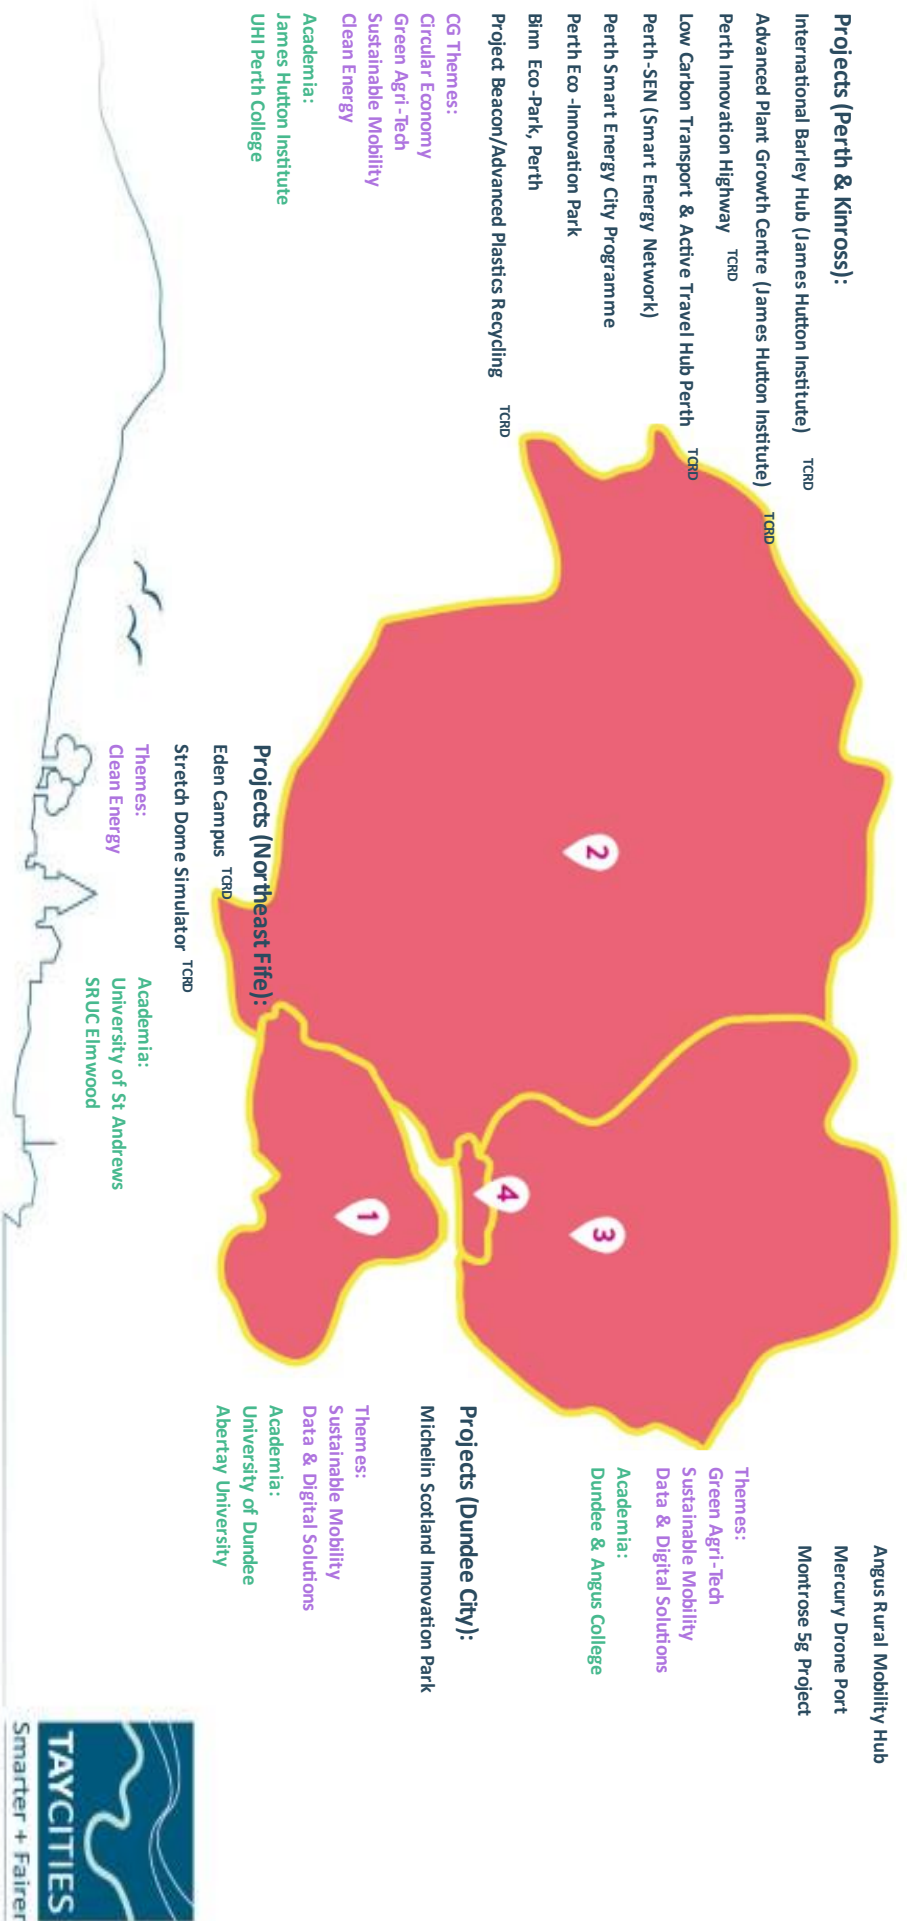 Projects (Perth & Kinross):
International Barley Hub (James Hutton Institute) TCRD
Advanced Plant Growth Centre (James Hutton Institute) TCRD
Perth Innovation Highway TCRD
Low Carbon Transport & Active Travel Hub Perth TCRD
Perth-SEN (Smart Energy Network)
Perth Smart Energy City Programme
Perth Eco-Innovation Park
Binn Eco-Park, Perth
Project Beacon/Advanced Plastics Recycling TCRD
CG Themes:
Circular Economy
Green Agri-Tech
Sustainable Mobility
Clean Energy
Academia:
James Hutton Institute
UHI Perth College
2
3
4
1
Projects (Northeast Fife):
Eden Campus TCRD
Stretch Dome Simulator TCRD
Themes:
Clean Energy
Academia:
University of St Andrews
SRUC Elmwood
Angus Rural Mobility Hub
Mercury Drone Port
Montrose 5g Project
Themes:
Green Agri-Tech
Sustainable Mobility
Data & Digital Solutions
Academia:
Dundee & Angus College
Projects (Dundee City):
Michelin Scotland Innovation Park
Themes:
Sustainable Mobility
Data & Digital Solutions
Academia:
University of Dundee
Abertay University
TAYCITIES
Smarter + Fairer